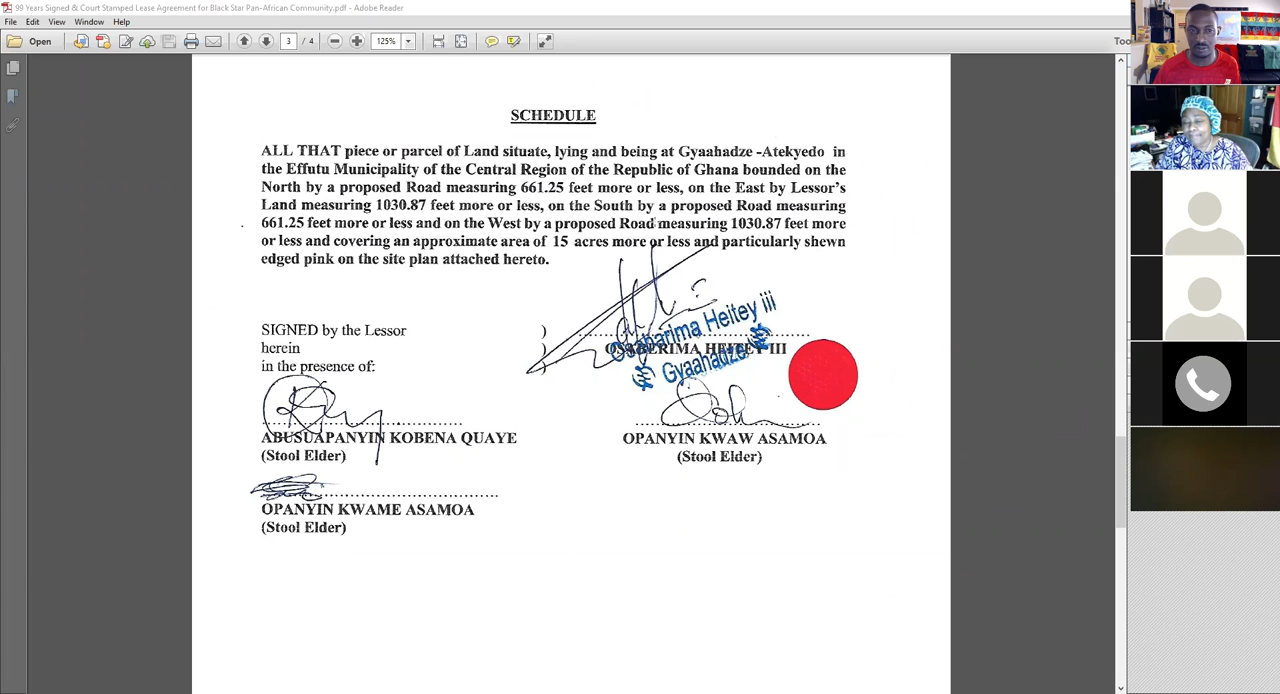 99 Years Signed & Court Stamped Lease Agreement for Black Star Pan-African Community.pdf - Adobe Reader
File Edit View Window Help
Open 3 / 4 125% Too
SCHEDULE
ALL THAT piece or parcel of Land situate, lying and being at Gyaahadze -Atekyedo in
the Effutu Municipality of the Central Region of the Republic of Ghana bounded on the
North by a proposed Road measuring 661.25 feet more or less, on the East by Lessor's
Land measuring 1030.87 feet more or less, on the South by a proposed Road measuring
661.25 feet more or less and on the West by a proposed Road measuring 1030.87 feet more
or less and covering an approximate area of 15 acres more or less and particularly shewn
edged pink on the site plan attached hereto.
SIGNED by the Lessor )
herein ) OSABERIMA HEITEY III
in the presence of: )
Osabarima Heitey iii
Gyaahadze
ABUSUAPANYIN KOBENA QUAYE OPANYIN KWAW ASAMOA
(Stool Elder) (Stool Elder)
OPANYIN KWAME ASAMOA
(Stool Elder)